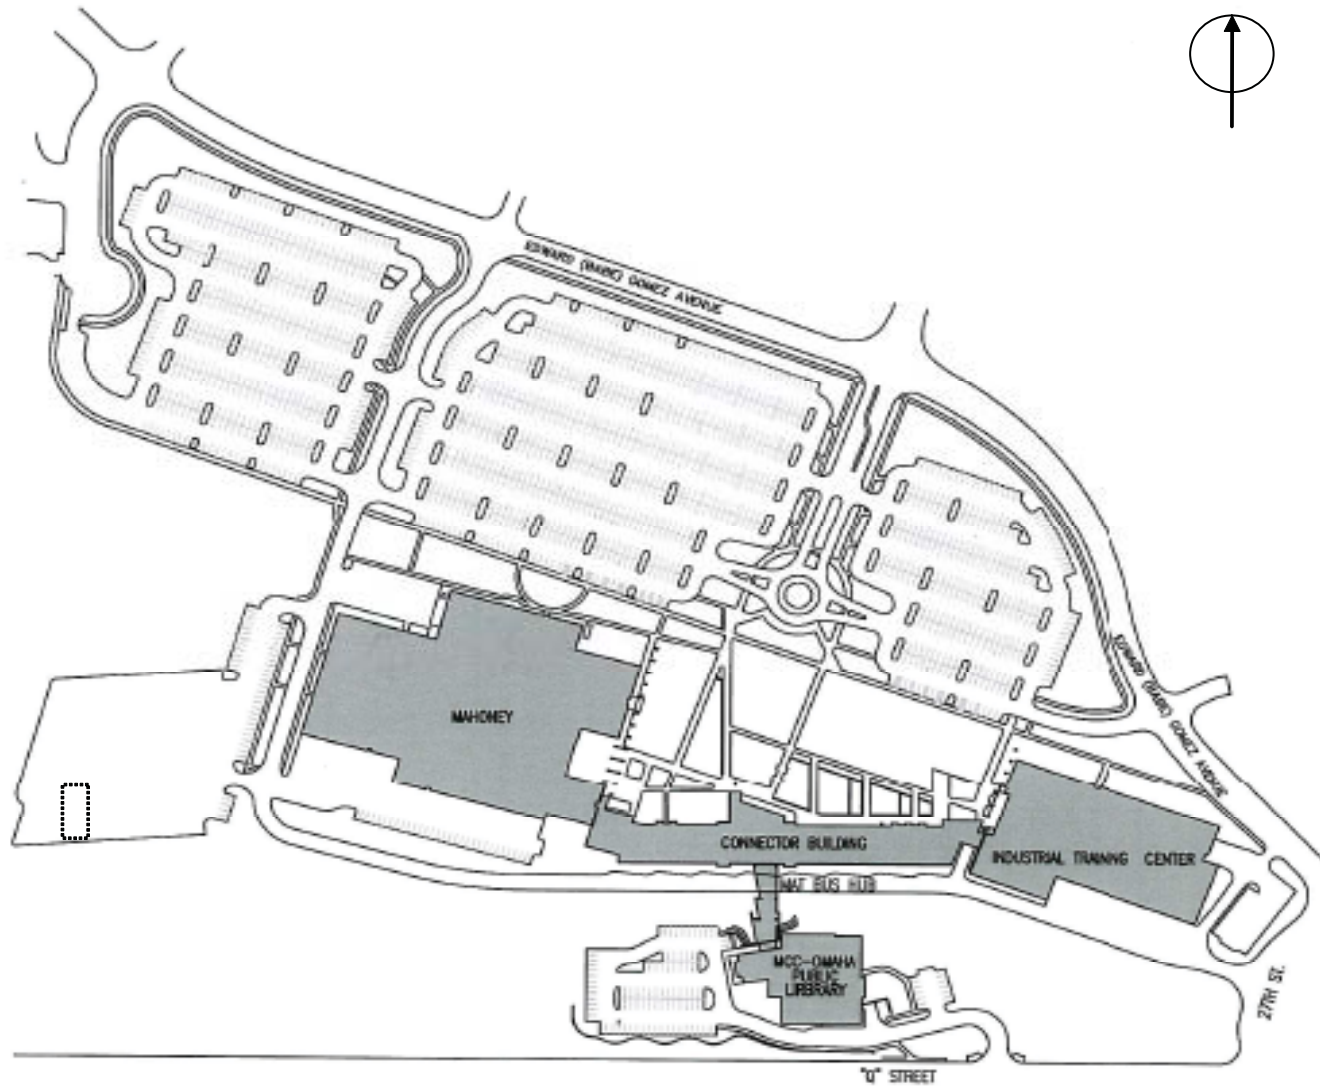 EDWARD (BABE) GOMEZ AVENUE
EDWARD (BABE) GOMEZ AVENUE
MAHONEY
CONNECTOR BUILDING
INDUSTRIAL TRAINING CENTER
MAT BUS HUB
MCC-OMAHA
PUBLIC
LIRBRARY
27TH ST.
"Q" STREET